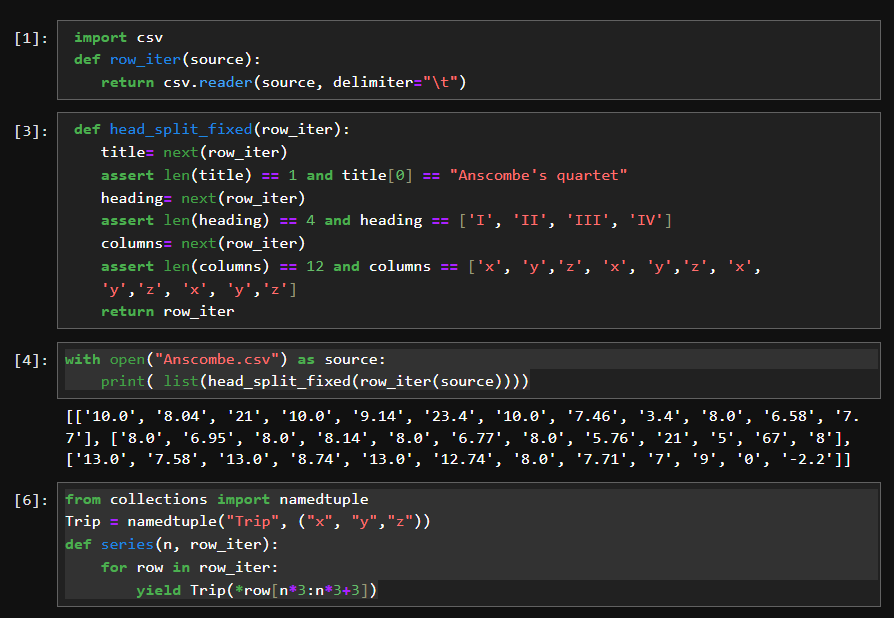 [1]: import csv
def row_iter(source):
return csv.reader(source, delimiter="\t")
[3]: def head_split_fixed(row_iter):
title= next(row_iter)
assert len(title) == 1 and title[0] == "Anscombe's quartet"
heading= next(row_iter)
assert len(heading) == 4 and heading == ['I', 'II', 'III', 'IV']
columns= next(row_iter)
assert len(columns) == 12 and columns == ['x', 'y','z', 'x', 'y','z', 'x',
'y','z', 'x', 'y','z']
return row_iter
[4]: with open("Anscombe.csv") as source:
print( list(head_split_fixed(row_iter(source))))
[['10.0', '8.04', '21', '10.0', '9.14', '23.4', '10.0', '7.46', '3.4', '8.0', '6.58', '7.
7'], ['8.0', '6.95', '8.0', '8.14', '8.0', '6.77', '8.0', '5.76', '21', '5', '67', '8'],
['13.0', '7.58', '13.0', '8.74', '13.0', '12.74', '8.0', '7.71', '7', '9', '0', '-2.2']]
[6]: from collections import namedtuple
Trip = namedtuple("Trip", ("x", "y","z"))
def series(n, row_iter):
for row in row_iter:
yield Trip(*row[n*3:n*3+3])